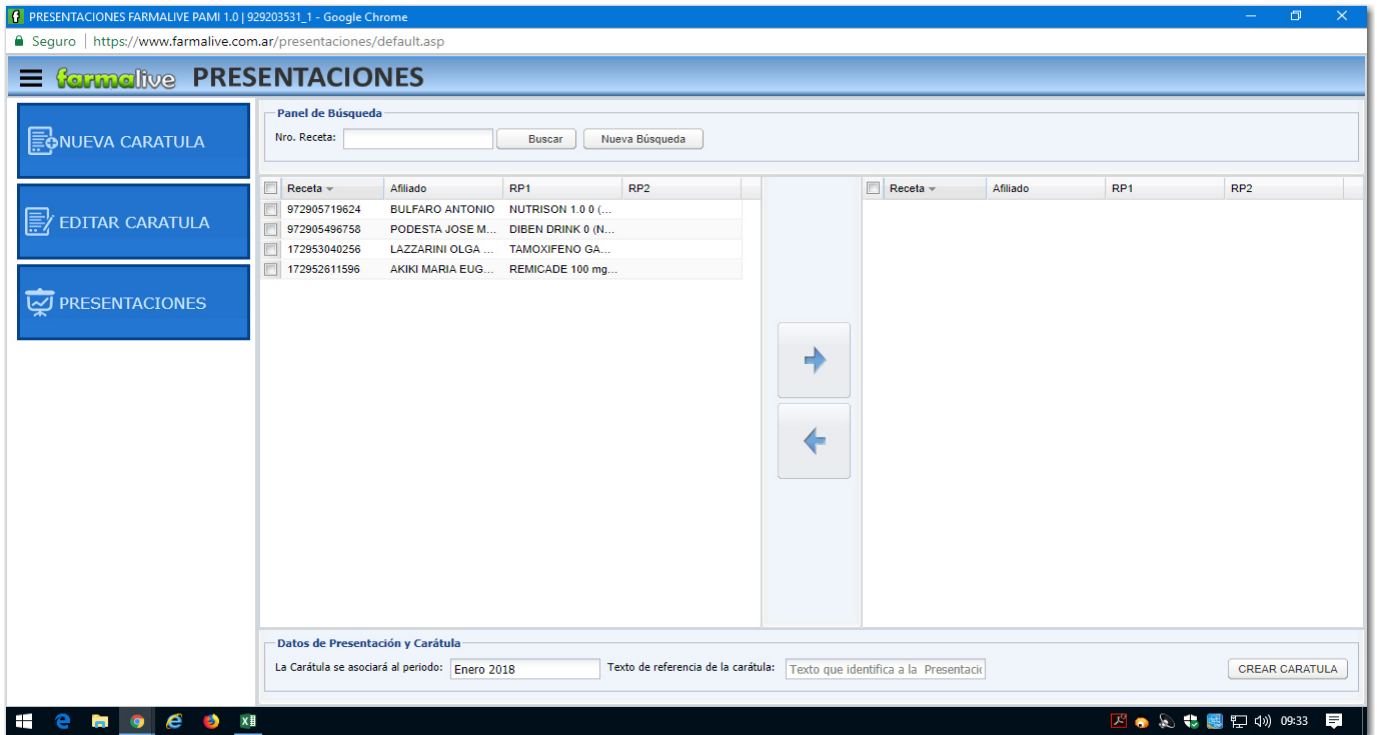 PRESENTACIONES FARMALIVE PAMI 1.0 | 929203531_1 - Google Chrome
Seguro | https://www.farmalive.com.ar/presentaciones/default.asp
farmalive PRESENTACIONES
NUEVA CARATULA
EDITAR CARATULA
PRESENTACIONES
Panel de Búsqueda
Nro. Receta: Buscar Nueva Búsqueda
Receta Afiliado RP1 RP2
972905719624 BULFARO ANTONIO NUTRISON 1.0 0 (...
972905496758 PODESTA JOSE M... DIBEN DRINK 0 (N...
172953040256 LAZZARINI OLGA ... TAMOXIFENO GA...
172952611596 AKIKI MARIA EUG... REMICADE 100 mg...
Receta Afiliado RP1 RP2
Datos de Presentación y Carátula
La Carátula se asociará al periodo: Enero 2018 Texto de referencia de la carátula: Texto que identifica a la Presentació CREAR CARATULA
09:33